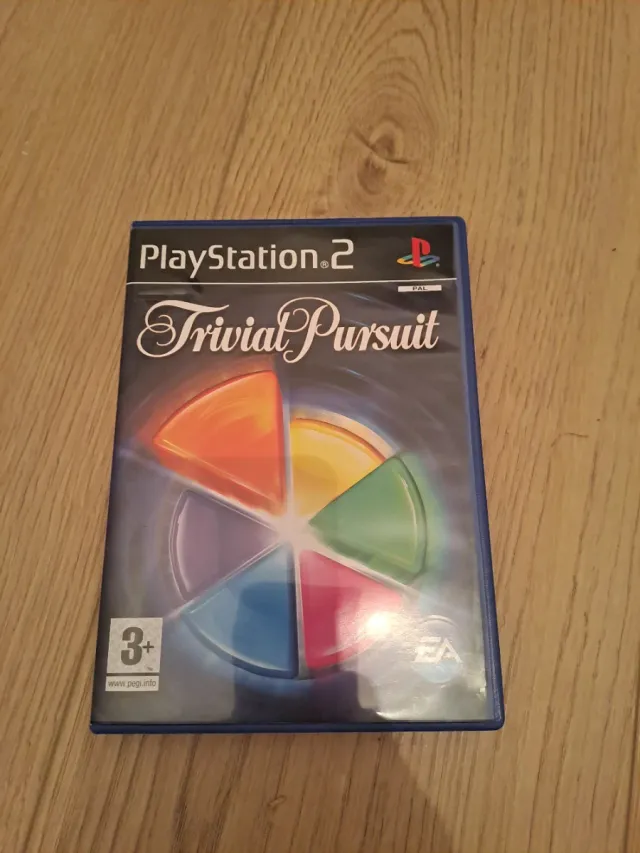 PlayStation®2
PAL
Trivial Pursuit
3+
www.pegi.info
EA